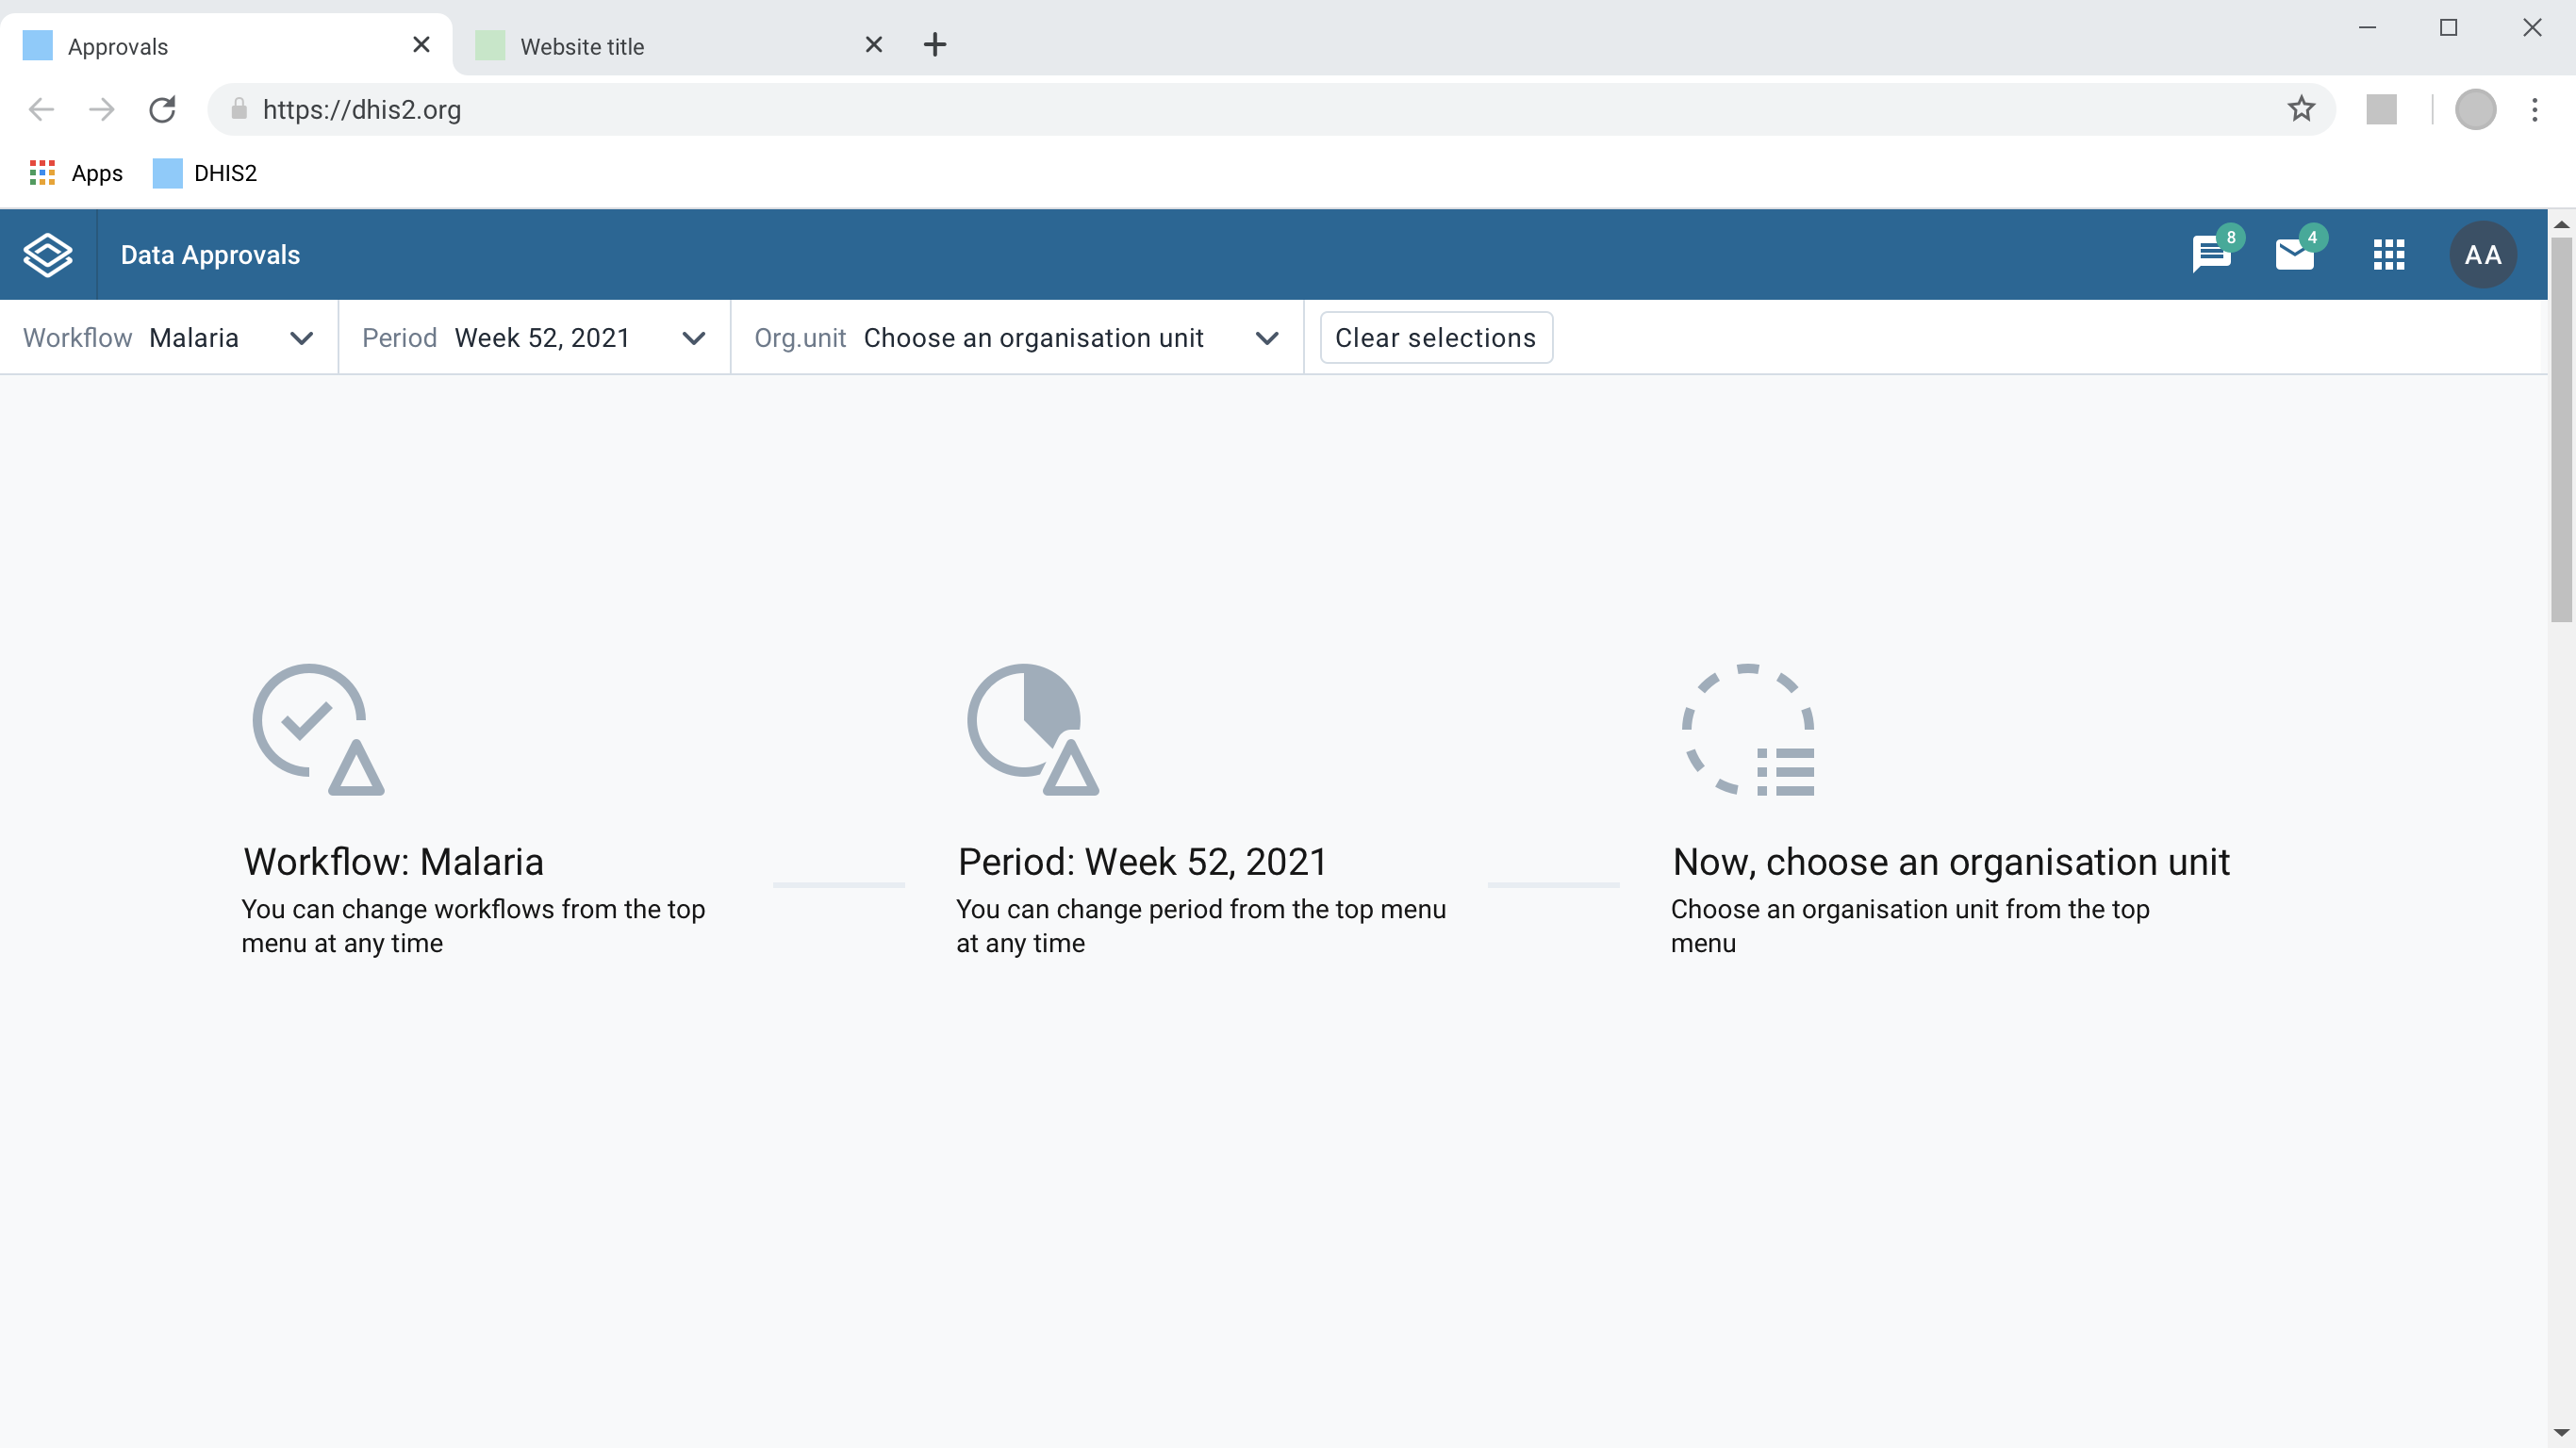 Approvals
Website title
https://dhis2.org
Apps
DHIS2
Data Approvals
8
4
AA
Workflow Malaria
Period Week 52, 2021
Org.unit Choose an organisation unit
Clear selections
Workflow: Malaria
You can change workflows from the top
menu at any time
Period: Week 52, 2021
You can change period from the top menu
at any time
Now, choose an organisation unit
Choose an organisation unit from the top
menu